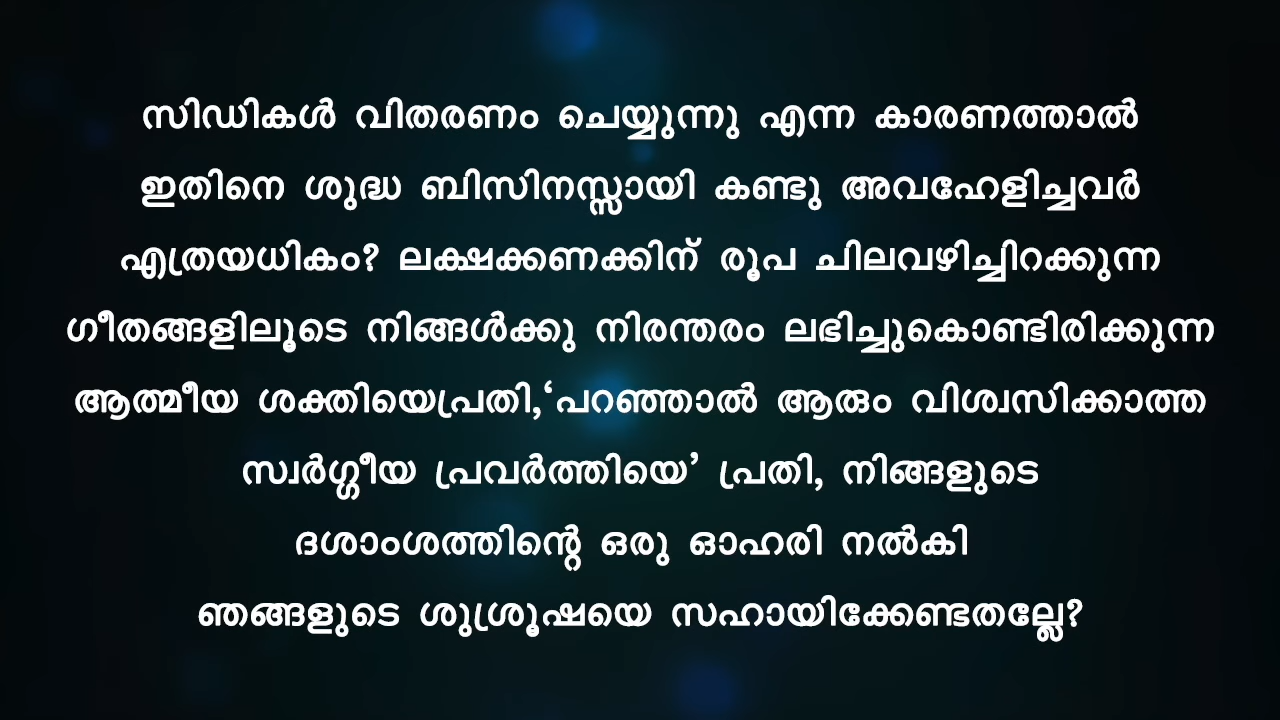 സിഡികൾ വിതരണം ചെയ്യുന്നു എന്ന കാരണത്താൽ
ഇതിനെ ശുദ്ധ ബിസിനസ്സായി കണ്ടു അവഹേളിച്ചവർ
എത്രയധികം? ലക്ഷക്കണക്കിന് രൂപ ചിലവഴിച്ചിറക്കുന്ന
ഗീതങ്ങളിലൂടെ നിങ്ങൾക്കു നിരന്തരം ലഭിച്ചുകൊണ്ടിരിക്കുന്ന
ആത്മീയ ശക്തിയെപ്രതി,‘പറഞ്ഞാൽ ആരും വിശ്വസിക്കാത്ത
സ്വർഗ്ഗീയ പ്രവർത്തിയെ’ പ്രതി, നിങ്ങളുടെ
ദശാംശത്തിന്റെ ഒരു ഓഹരി നൽകി
ഞങ്ങളുടെ ശുശ്രൂഷയെ സഹായിക്കേണ്ടതല്ലേ?